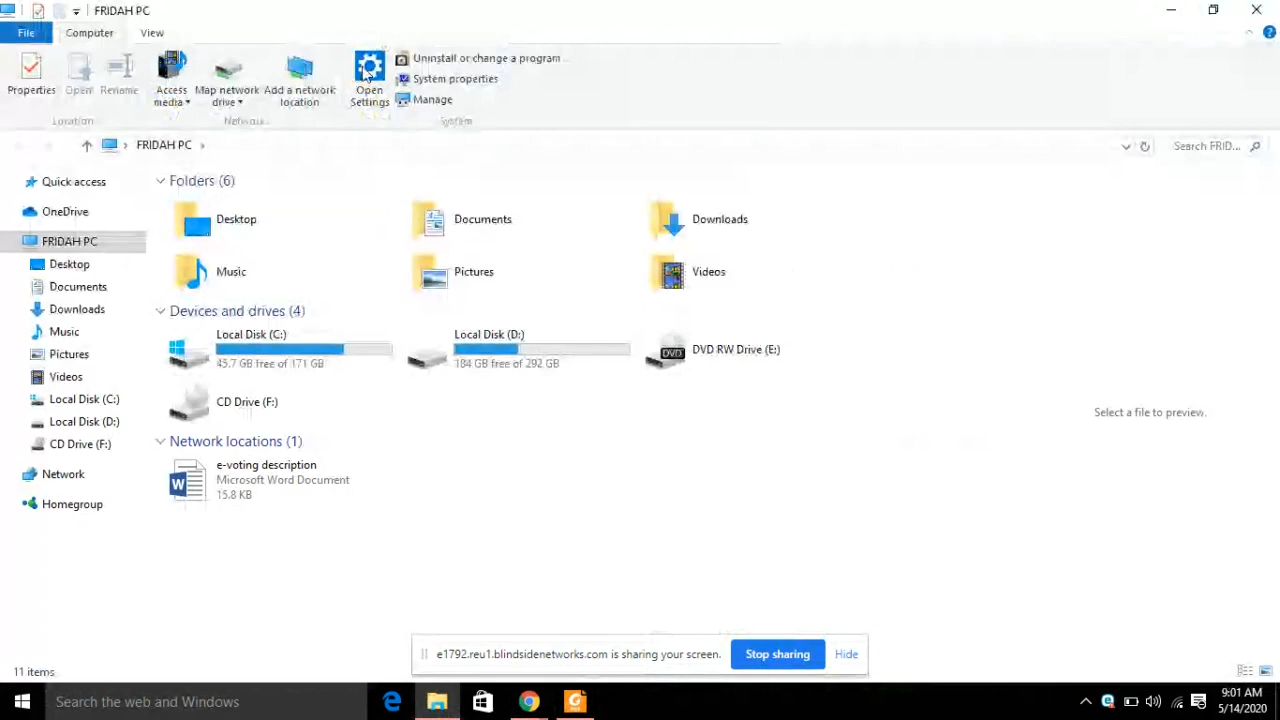 FRIDAH PC
File Computer View
Properties Open Rename Access media Map network drive Add a network location Open Settings
Uninstall or change a program
System properties
Manage
Location Network System
FRIDAH PC
Search FRID...
Quick access
OneDrive
FRIDAH PC
Desktop
Documents
Downloads
Music
Pictures
Videos
Local Disk (C:)
Local Disk (D:)
CD Drive (F:)
Network
Homegroup
Folders (6)
Desktop Documents Downloads
Music Pictures Videos
Devices and drives (4)
Local Disk (C:)
45.7 GB free of 171 GB
Local Disk (D:)
184 GB free of 292 GB
DVD RW Drive (E:)
DVD
CD Drive (F:)
Network locations (1)
e-voting description
Microsoft Word Document
15.8 KB
Select a file to preview.
e1792.reu1.blindsidenetworks.com is sharing your screen. Stop sharing Hide
11 items
Search the web and Windows
9:01 AM
5/14/2020